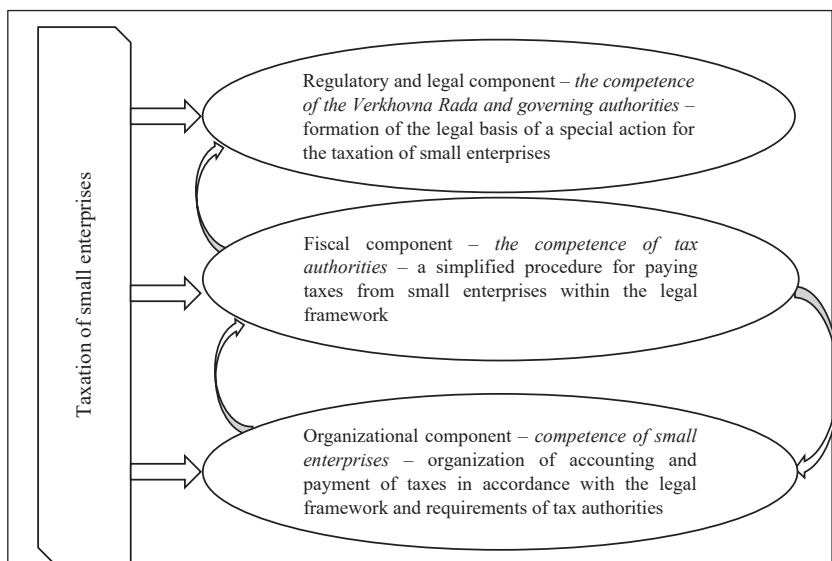 Taxation of small enterprises
Regulatory and legal component – the competence
of the Verkhovna Rada and governing authorities –
formation of the legal basis of a special action for
the taxation of small enterprises
Fiscal component – the competence of tax
authorities – a simplified procedure for paying
taxes from small enterprises within the legal
framework
Organizational component – competence of small
enterprises – organization of accounting and
payment of taxes in accordance with the legal
framework and requirements of tax authorities